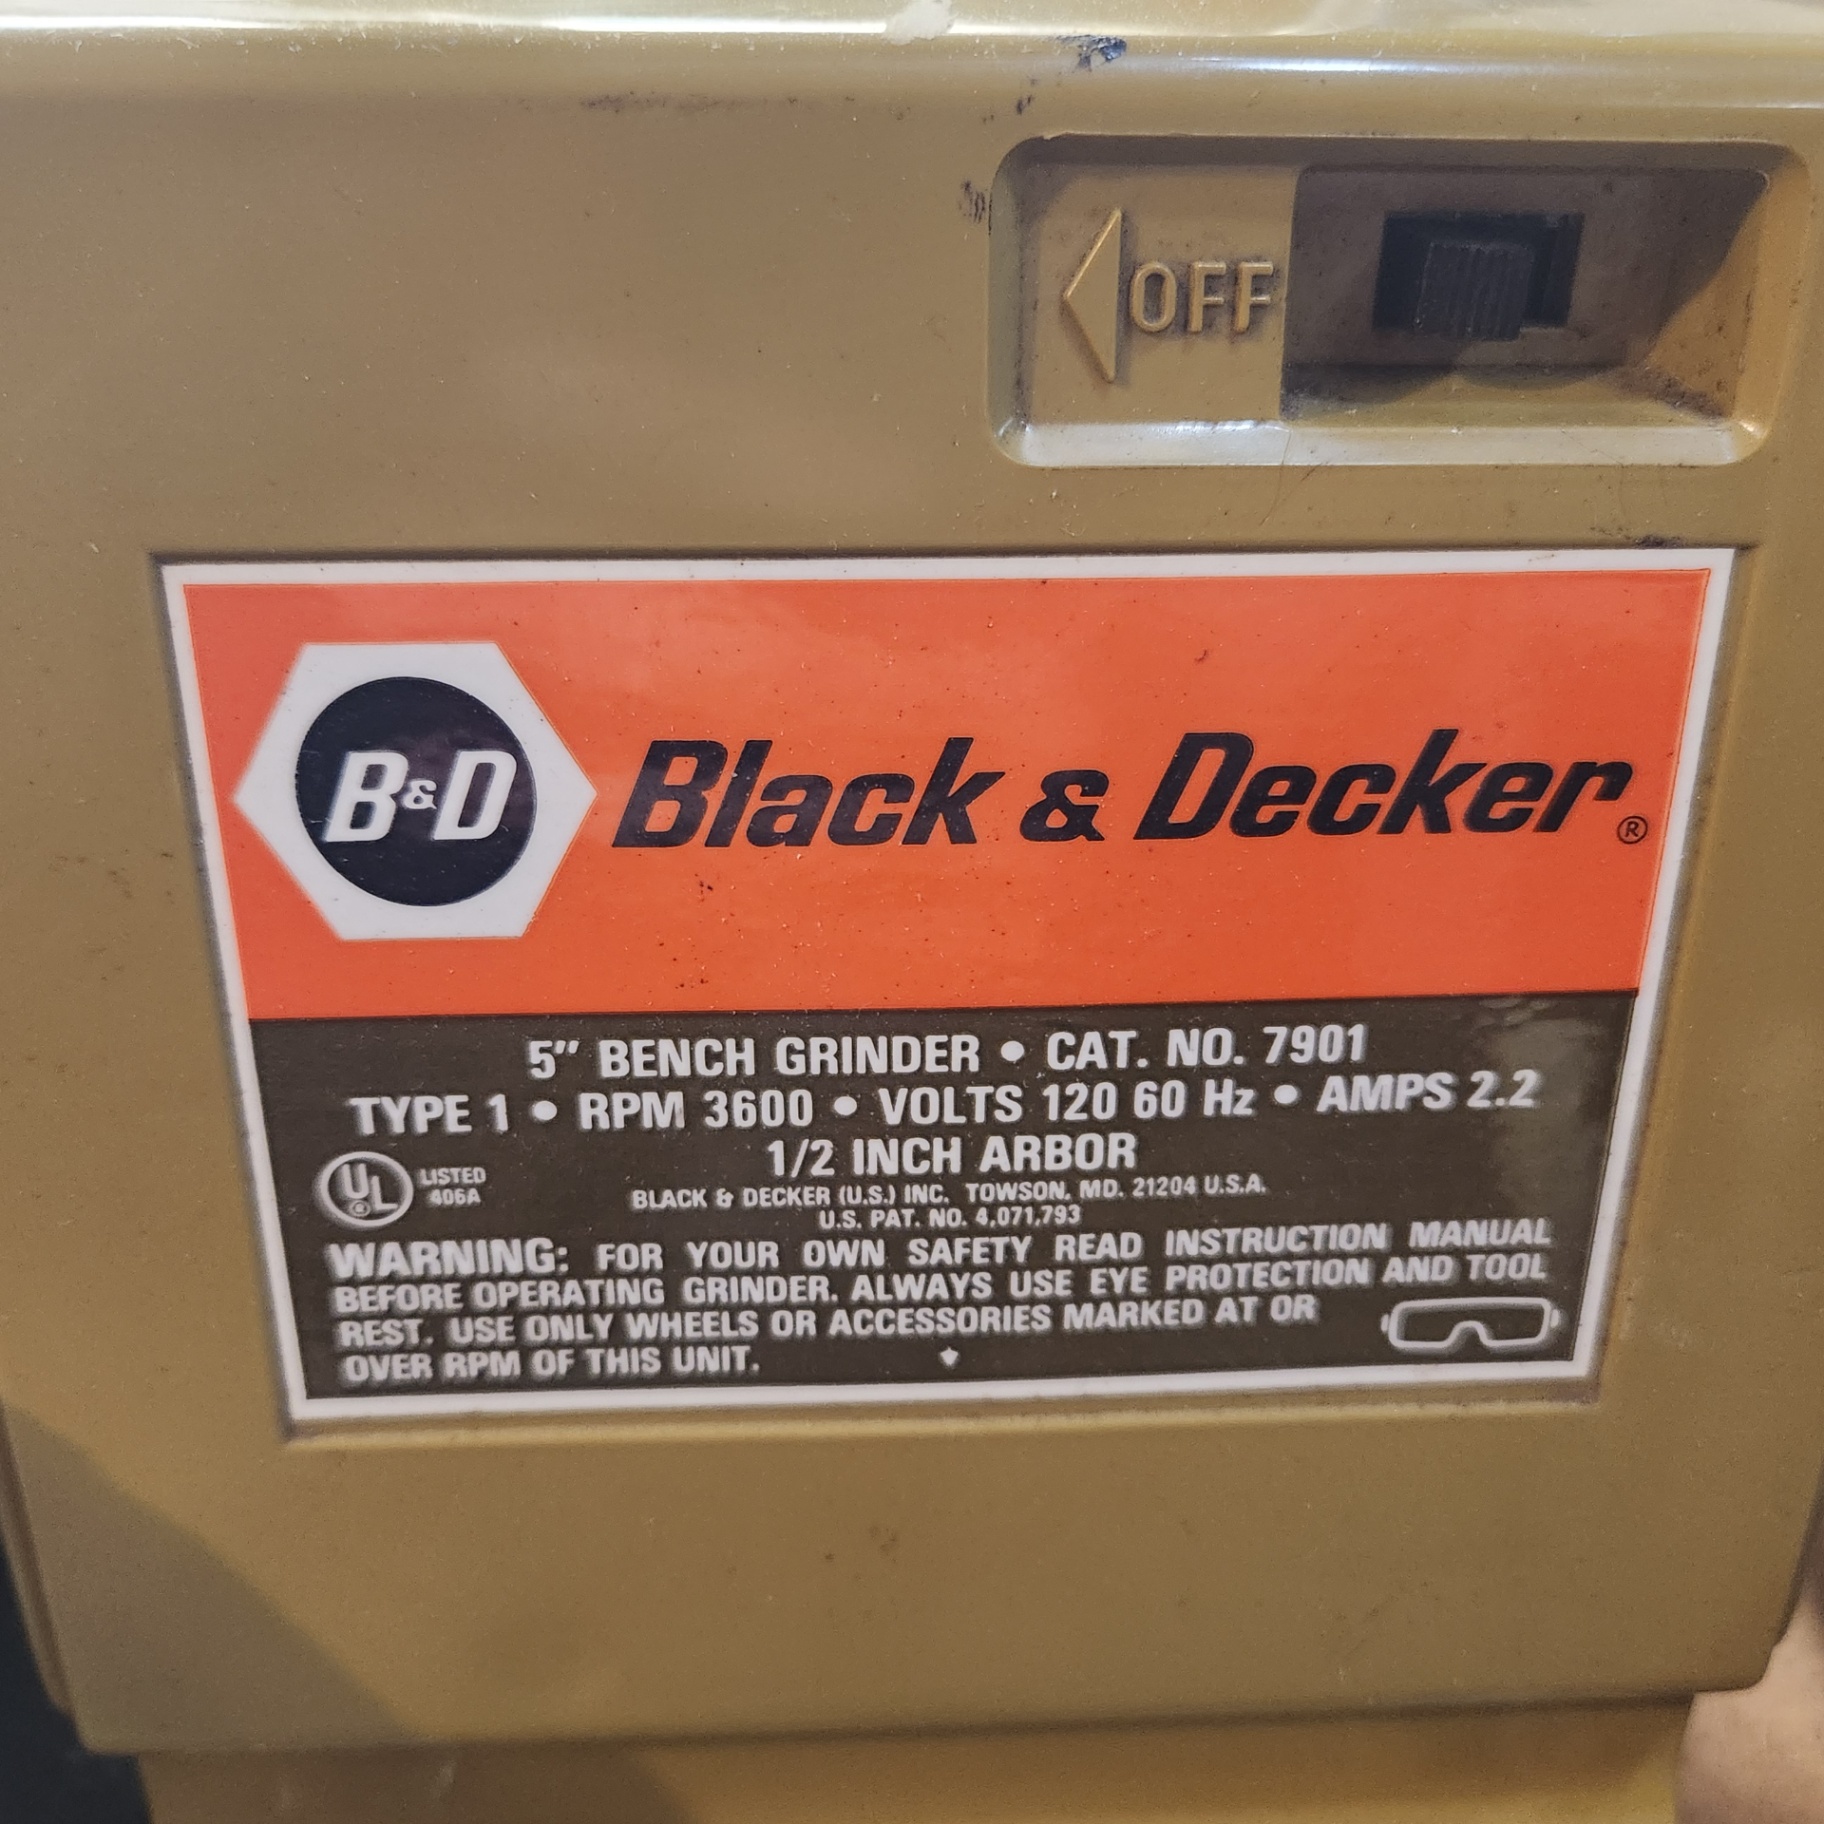 OFF
B&D Black & Decker®
5" BENCH GRINDER • CAT. NO. 7901
TYPE 1 • RPM 3600 • VOLTS 120 60 Hz • AMPS 2.2
1/2 INCH ARBOR
UL® LISTED
406A
BLACK & DECKER (U.S.) INC. TOWSON, MD. 21204 U.S.A.
U.S. PAT. NO. 4,071,793
WARNING: FOR YOUR OWN SAFETY READ INSTRUCTION MANUAL
BEFORE OPERATING GRINDER. ALWAYS USE EYE PROTECTION AND TOOL
REST. USE ONLY WHEELS OR ACCESSORIES MARKED AT OR
OVER RPM OF THIS UNIT.